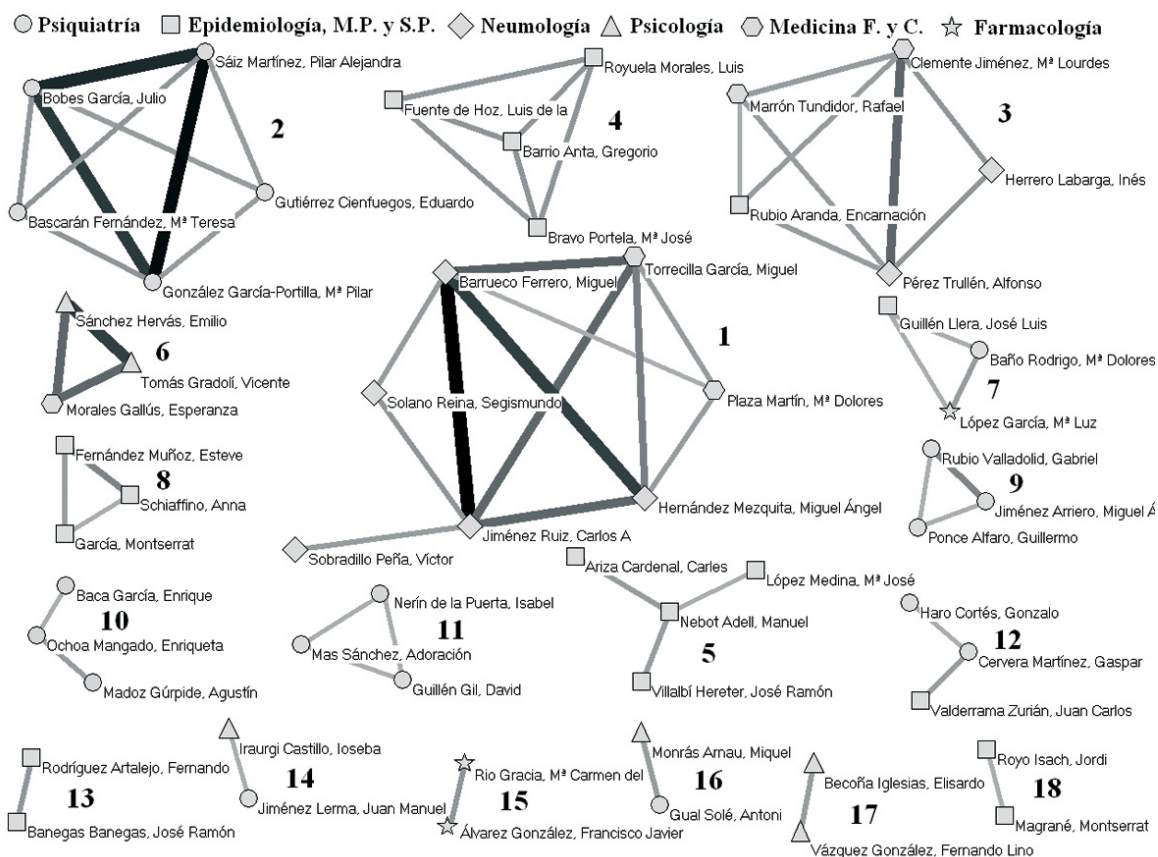 Psiquiatría Epidemiología, M.P. y S.P. Neumología Psicología Medicina F. y C. Farmacología
Sáiz Martínez, Pilar Alejandra
Bobes García, Julio
2
Gutiérrez Cienfuegos, Eduardo
Bascarán Fernández, Mª Teresa
González García-Portilla, Mª Pilar
Royuela Morales, Luis
Fuente de Hoz, Luis de la
4
Barrio Anta, Gregorio
Bravo Portela, Mª José
Clemente Jiménez, Mª Lourdes
Marrón Tundidor, Rafael
3
Herrero Labarga, Inés
Rubio Aranda, Encarnación
Pérez Trullén, Alfonso
Torrecilla García, Miguel
Barrueco Ferrero, Miguel
1
Solano Reina, Segismundo
Plaza Martín, Mª Dolores
Hernández Mezquita, Miguel Ángel
Jiménez Ruiz, Carlos A
Sobradillo Peña, Víctor
Sánchez Hervás, Emilio
6
Tomás Gradolí, Vicente
Morales Gallús, Esperanza
Guillén Llera, José Luis
Baño Rodrigo, Mª Dolores
7
López García, Mª Luz
Fernández Muñoz, Esteve
8
Schiaffino, Anna
García, Montserrat
Rubio Valladolid, Gabriel
9
Jiménez Arriero, Miguel Á
Ponce Alfaro, Guillermo
Baca García, Enrique
10
Ochoa Mangado, Enriqueta
Madoz Gúrpide, Agustín
Nerín de la Puerta, Isabel
11
Mas Sánchez, Adoración
Guillén Gil, David
Ariza Cardenal, Carles
López Medina, Mª José
Nebot Adell, Manuel
5
Villalbí Hereter, José Ramón
Haro Cortés, Gonzalo
12
Cervera Martínez, Gaspar
Valderrama Zurián, Juan Carlos
Rodríguez Artalejo, Fernando
13
Banegas Banegas, José Ramón
Iraurgi Castillo, Ioseba
14
Jiménez Lerma, Juan Manuel
Rio Gracia, Mª Carmen del
15
Álvarez González, Francisco Javier
Monrás Arnau, Miquel
16
Gual Solé, Antoni
Becoña Iglesias, Elisardo
17
Vázquez González, Fernando Lino
Royo Isach, Jordi
18
Magrané, Montserrat